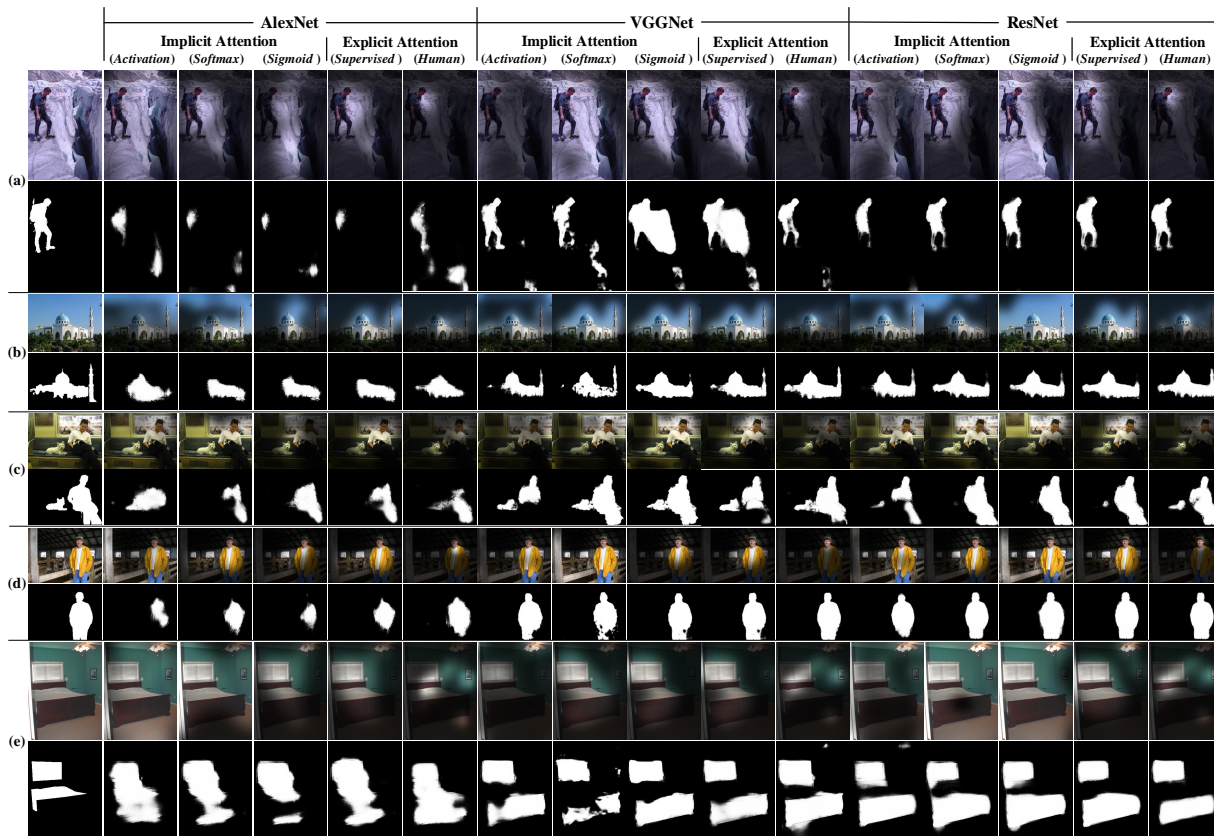 AlexNet VGGNet ResNet
Implicit Attention Explicit Attention Implicit Attention Explicit Attention Implicit Attention Explicit Attention
(Activation) (Softmax) (Sigmoid ) (Supervised ) (Human) (Activation) (Softmax) (Sigmoid ) (Supervised ) (Human) (Activation) (Softmax) (Sigmoid ) (Supervised ) (Human)
(a)
(b)
(c)
(d)
(e)